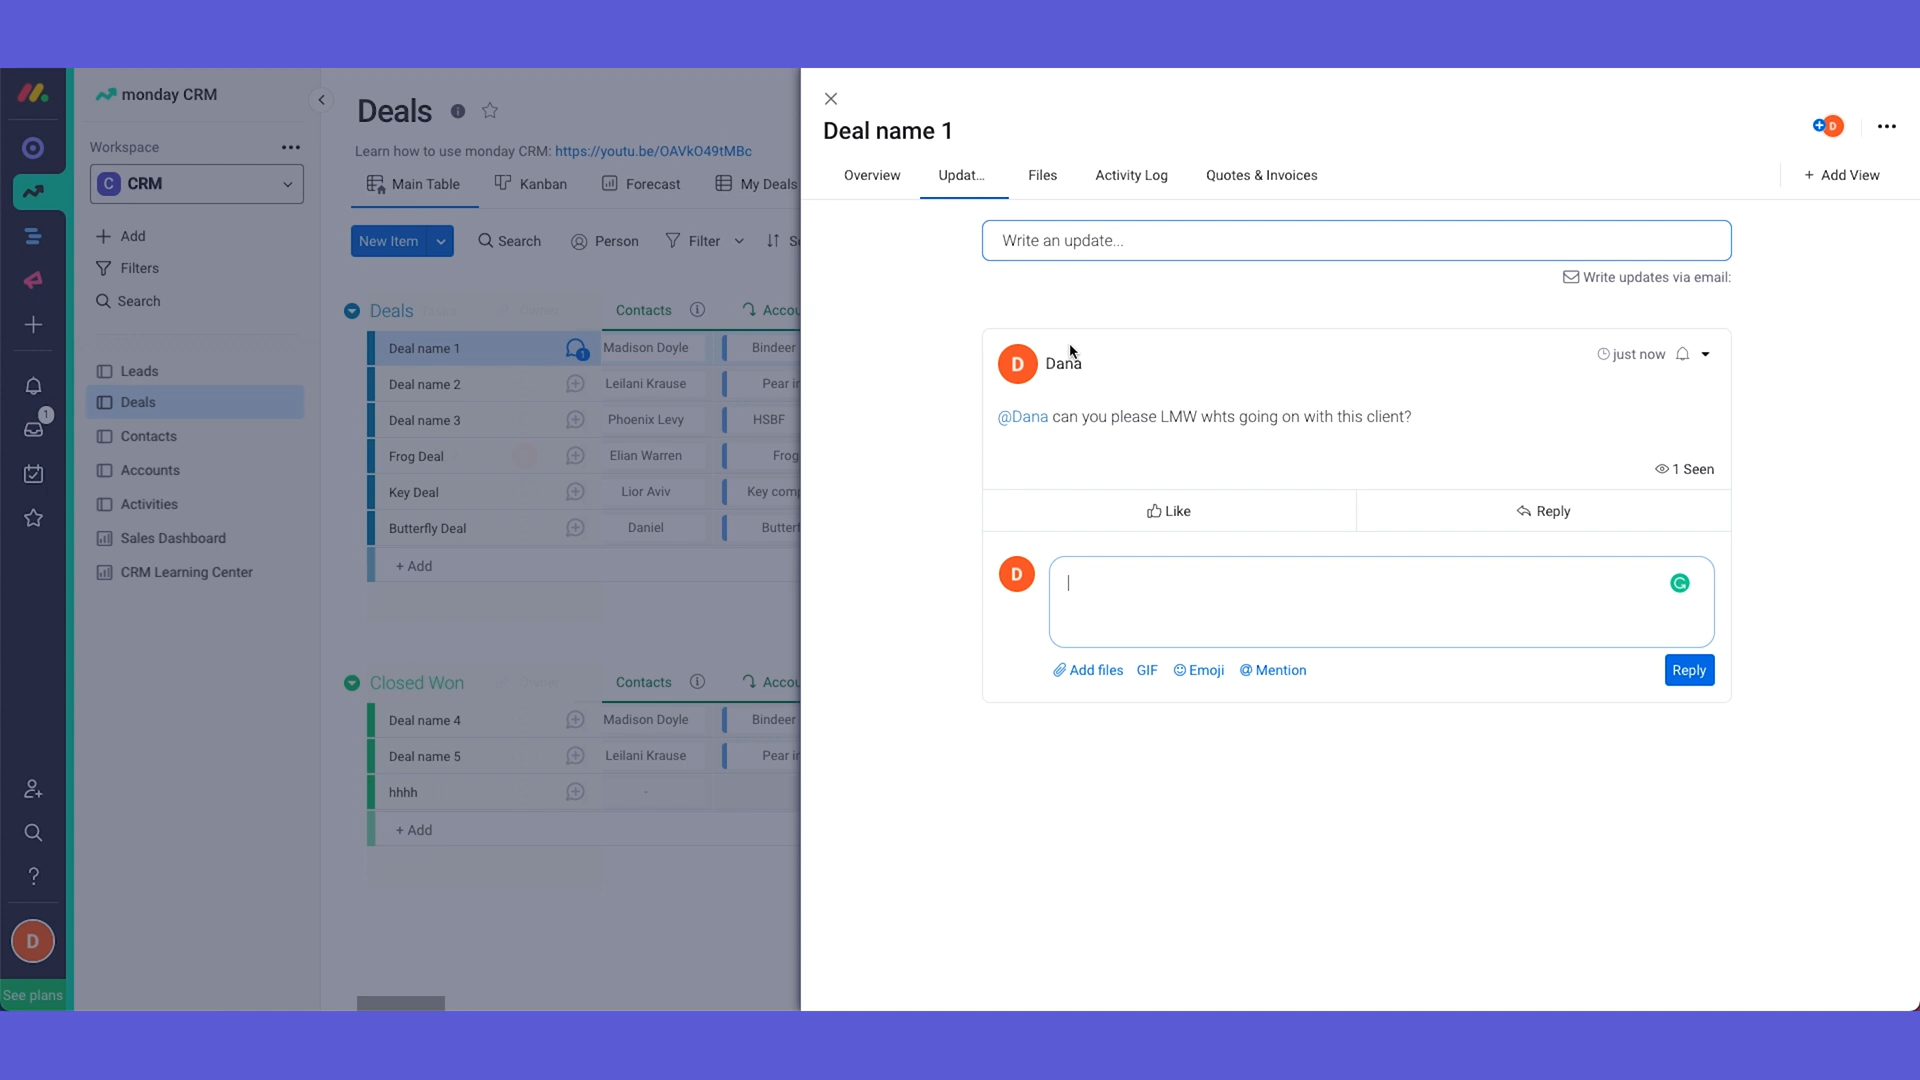 monday CRM
Workspace
C CRM
Add
Filters
Search
Leads
Deals
Contacts
Accounts
Activities
Sales Dashboard
CRM Learning Center
1
D
See plans
Deals
Learn how to use monday CRM: https://youtu.be/OAVkO49tMBc
Main Table Kanban Forecast My Deals
New Item Search Person Filter S
Deals Contacts Accou
Deal name 1 1 Madison Doyle Bindeer
Deal name 2 Leilani Krause Pear i
Deal name 3 Phoenix Levy HSBF
Frog Deal Elian Warren Frog
Key Deal Lior Aviv Key com
Butterfly Deal Daniel Butterf
+ Add
Closed Won Contacts Accou
Deal name 4 Madison Doyle Bindeer
Deal name 5 Leilani Krause Pear i
hhhh -
+ Add
Deal name 1
D
Overview Updat... Files Activity Log Quotes & Invoices + Add View
Write an update...
Write updates via email:
D Dana just now
@Dana can you please LMW whts going on with this client?
1 Seen
Like Reply
D
Add files GIF Emoji Mention Reply